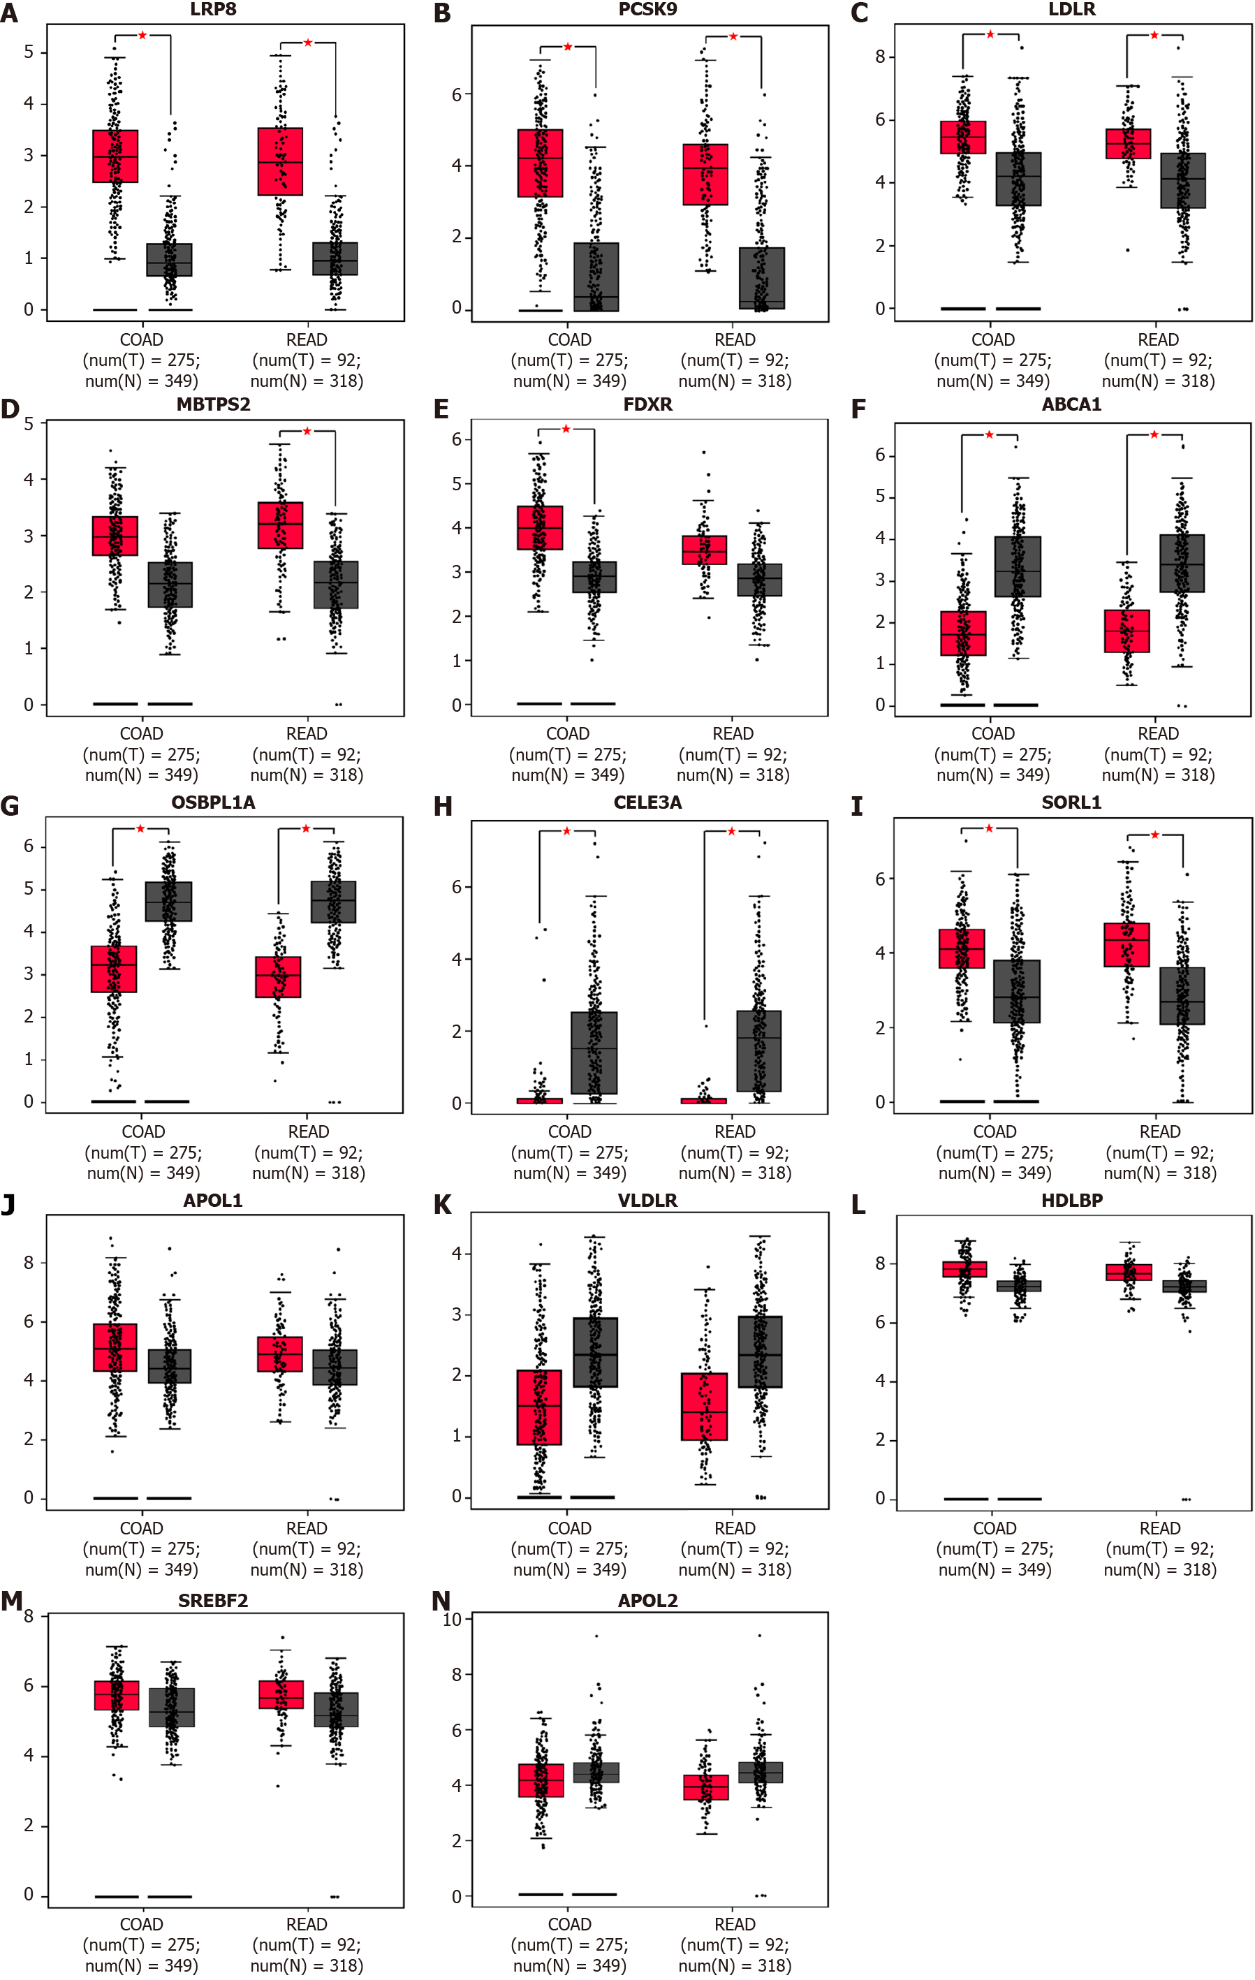 A LRP8
5
4
3
2
1
0
COAD READ
(num(T) = 275; (num(T) = 92;
num(N) = 349) num(N) = 318)
B PCSK9
6
4
2
0
COAD READ
(num(T) = 275; (num(T) = 92;
num(N) = 349) num(N) = 318)
C LDLR
8
6
4
2
0
COAD READ
(num(T) = 275; (num(T) = 92;
num(N) = 349) num(N) = 318)
D MBTPS2
5
4
3
2
1
0
COAD READ
(num(T) = 275; (num(T) = 92;
num(N) = 349) num(N) = 318)
E FDXR
6
5
4
3
2
1
0
COAD READ
(num(T) = 275; (num(T) = 92;
num(N) = 349) num(N) = 318)
F ABCA1
6
5
4
3
2
1
0
COAD READ
(num(T) = 275; (num(T) = 92;
num(N) = 349) num(N) = 318)
G OSBPL1A
6
5
4
3
2
1
0
COAD READ
(num(T) = 275; (num(T) = 92;
num(N) = 349) num(N) = 318)
H CELE3A
6
4
2
0
COAD READ
(num(T) = 275; (num(T) = 92;
num(N) = 349) num(N) = 318)
I SORL1
6
4
2
0
COAD READ
(num(T) = 275; (num(T) = 92;
num(N) = 349) num(N) = 318)
J APOL1
8
6
4
2
0
COAD READ
(num(T) = 275; (num(T) = 92;
num(N) = 349) num(N) = 318)
K VLDLR
4
3
2
1
0
COAD READ
(num(T) = 275; (num(T) = 92;
num(N) = 349) num(N) = 318)
L HDLBP
8
6
4
2
0
COAD READ
(num(T) = 275; (num(T) = 92;
num(N) = 349) num(N) = 318)
M SREBF2
8
6
4
2
0
COAD READ
(num(T) = 275; (num(T) = 92;
num(N) = 349) num(N) = 318)
N APOL2
10
8
6
4
2
0
COAD READ
(num(T) = 275; (num(T) = 92;
num(N) = 349) num(N) = 318)